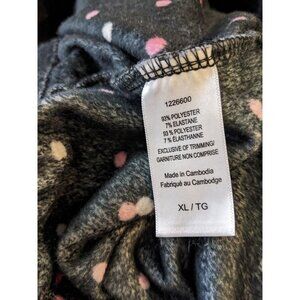 1226600
93% POLYESTER
7% ELASTANE
93 % POLYESTER
7 % ÉLASTHANNE
EXCLUSIVE OF TRIMMING/
GARNITURE NON COMPRISE
Made in Cambodia
Fabriqué au Cambodge
XL / TG